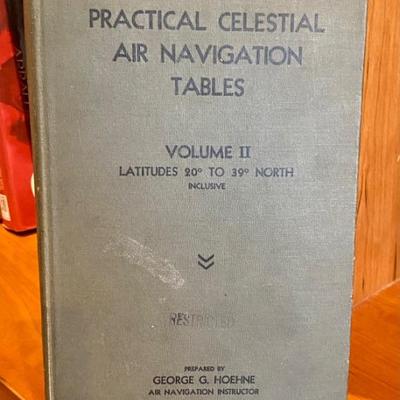 PRACTICAL CELESTIAL
AIR NAVIGATION
TABLES
VOLUME II
LATITUDES 20° TO 39° NORTH
INCLUSIVE
RESTRICTED
PREPARED BY
GEORGE G. HOEHNE
AIR NAVIGATION INSTRUCTOR